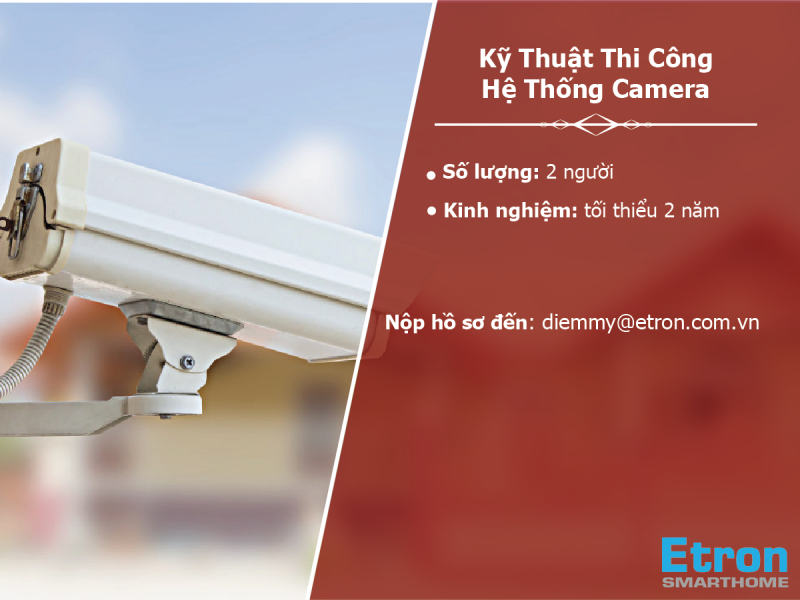 Kỹ Thuật Thi Công
Hệ Thống Camera
• Số lượng: 2 người
• Kinh nghiệm: tối thiểu 2 năm
Nộp hồ sơ đến: diemmy@etron.com.vn
Etron
SMARTHOME